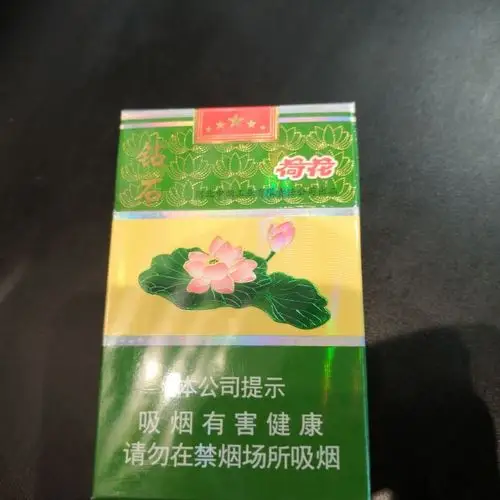 钻石
荷花
本公司提示
吸烟有害健康
请勿在禁烟场所吸烟